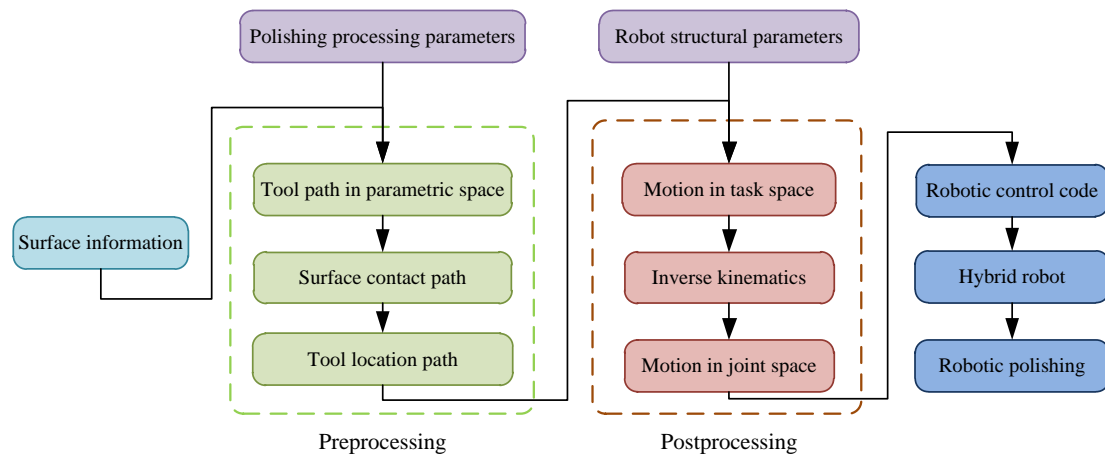 Polishing processing parameters
Robot structural parameters
Surface information
Tool path in parametric space
Surface contact path
Tool location path
Preprocessing
Motion in task space
Inverse kinematics
Motion in joint space
Postprocessing
Robotic control code
Hybrid robot
Robotic polishing